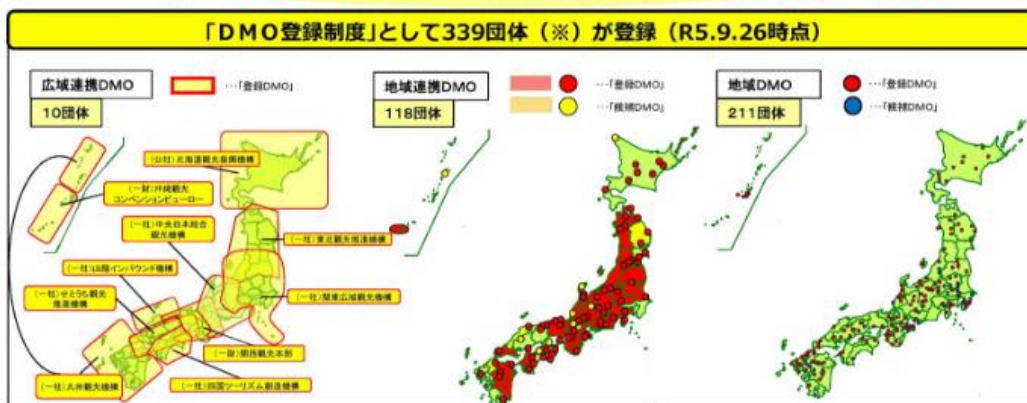 「DMO登録制度」として339団体（※）が登録（R5.9.26時点）
広域連携DMO
…「登録DMO」
10団体
(公社)北海道観光振興機構
(一財)沖縄観光
コンベンションビューロー
(一社)中央日本総合
観光機構
(一社)東北観光推進機構
(一社)山陰インバウンド機構
(一社)せとうち観光
推進機構
(一社)関東広域観光機構
(一財)関西観光本部
(一社)九州観光機構
(一社)四国ツーリズム創造機構
地域連携DMO
…「登録DMO」
…「候補DMO」
118団体
地域DMO
…「登録DMO」
…「候補DMO」
211団体